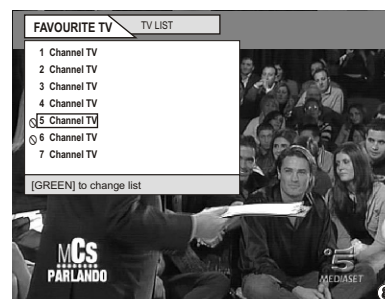 FAVOURITE TV TV LIST
1 Channel TV
2 Channel TV
3 Channel TV
4 Channel TV
5 Channel TV
6 Channel TV
7 Channel TV
[GREEN] to change list
MCs
PARLANDO
5
MEDIASET